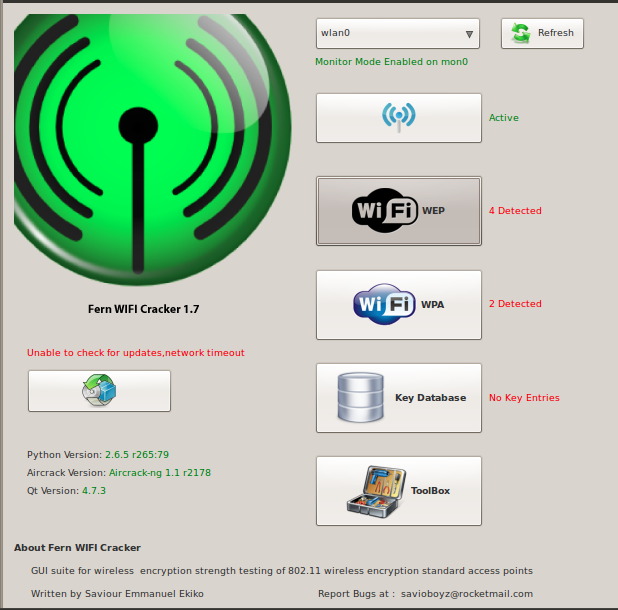 wlan0
Refresh
Monitor Mode Enabled on mon0
Active
Wi Fi WEP
4 Detected
Wi Fi WPA
2 Detected
Key Database
No Key Entries
ToolBox
Fern WIFI Cracker 1.7
Unable to check for updates,network timeout
Python Version: 2.6.5 r265:79
Aircrack Version: Aircrack-ng 1.1 r2178
Qt Version: 4.7.3
About Fern WIFI Cracker
GUI suite for wireless encryption strength testing of 802.11 wireless encryption standard access points
Written by Saviour Emmanuel Ekiko
Report Bugs at : savioboyz@rocketmail.com